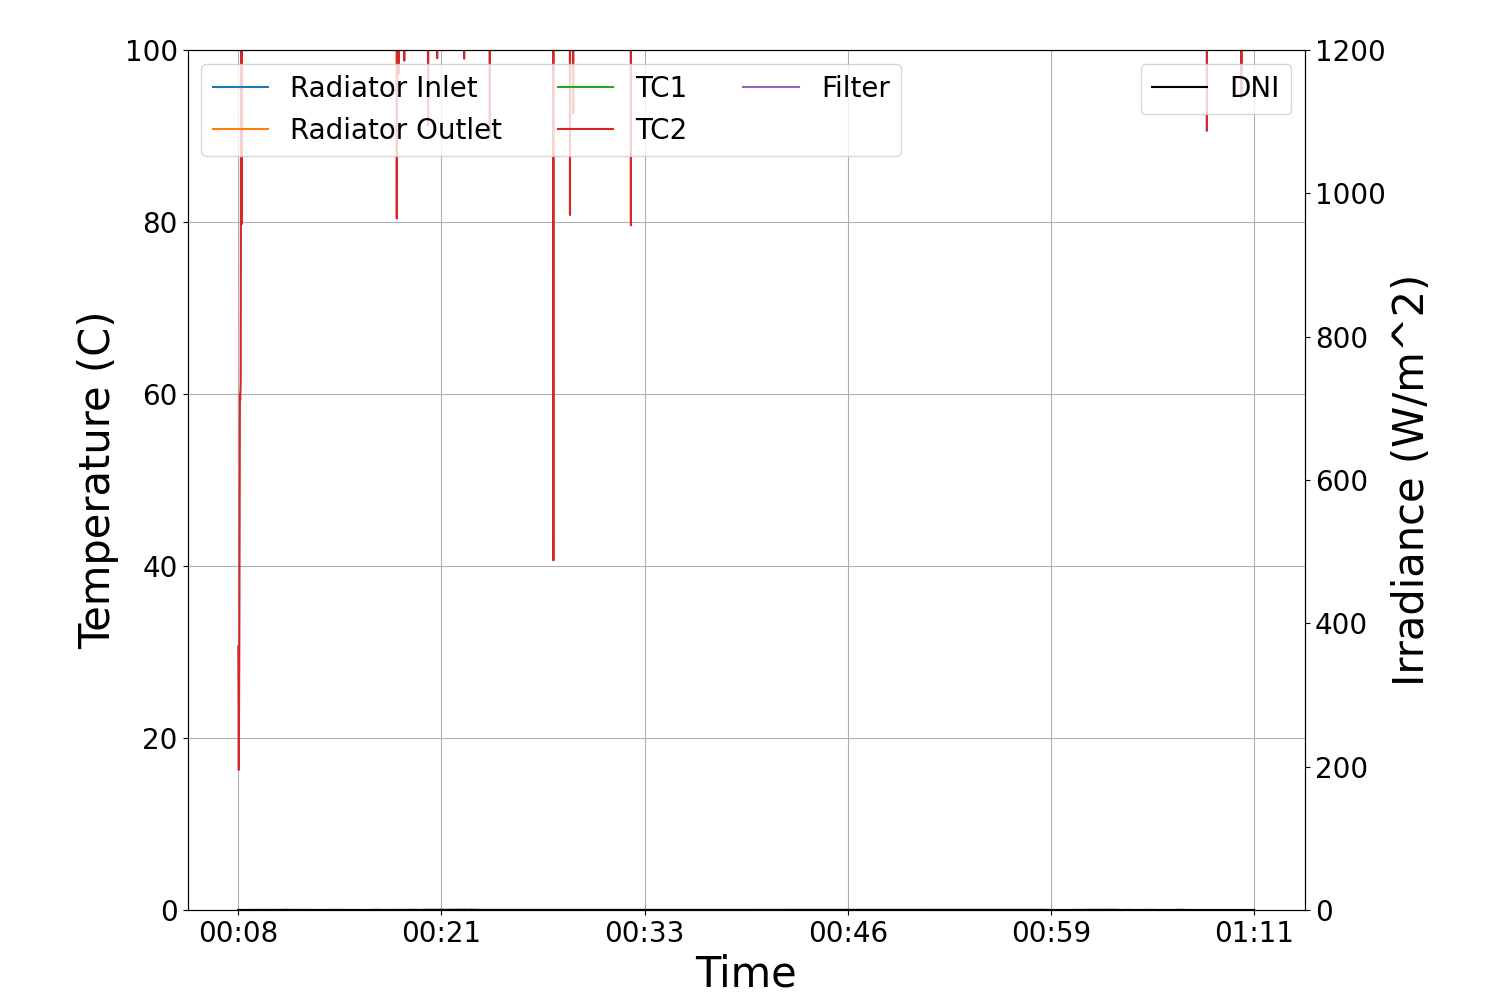 100
80
60
40
20
0
Temperature (C)
Radiator Inlet
Radiator Outlet
TC1
TC2
Filter
DNI
1200
1000
800
600
400
200
0
Irradiance (W/m^2)
00:08 00:21 00:33 00:46 00:59 01:11
Time